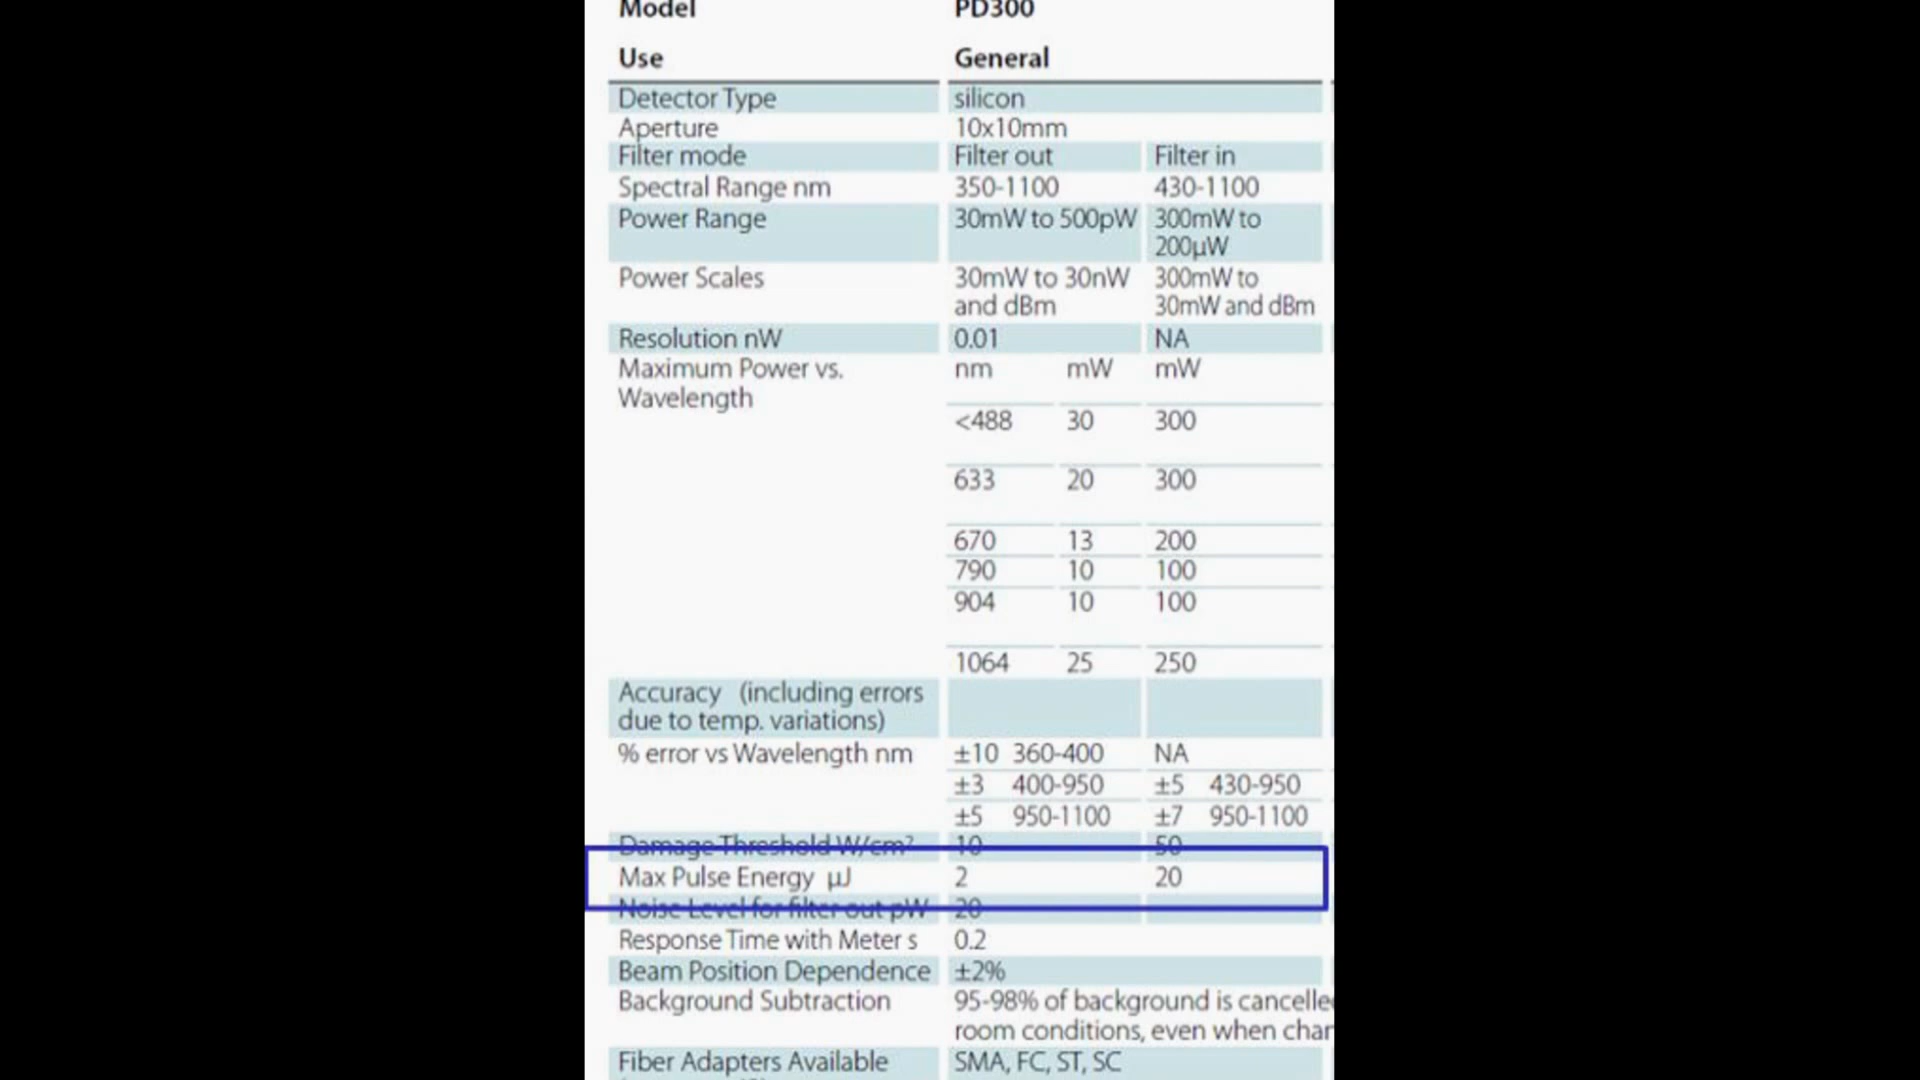 Model PD300
Use General
Detector Type silicon
Aperture 10x10mm
Filter mode Filter out Filter in
Spectral Range nm 350-1100 430-1100
Power Range 30mW to 500pW 300mW to
200µW
Power Scales 30mW to 30nW 300mW to
and dBm 30mW and dBm
Resolution nW 0.01 NA
Maximum Power vs. nm mW mW
Wavelength
<488 30 300
633 20 300
670 13 200
790 10 100
904 10 100
1064 25 250
Accuracy (including errors
due to temp. variations)
% error vs Wavelength nm ±10 360-400 NA
±3 400-950 ±5 430-950
±5 950-1100 ±7 950-1100
Damage Threshold W/cm² 10 50
Max Pulse Energy µJ 2 20
Noise Level for filter out pW 20
Response Time with Meter s 0.2
Beam Position Dependence ±2%
Background Subtraction 95-98% of background is
room conditions, even when
Fiber Adapters Available SMA, FC, ST, SC